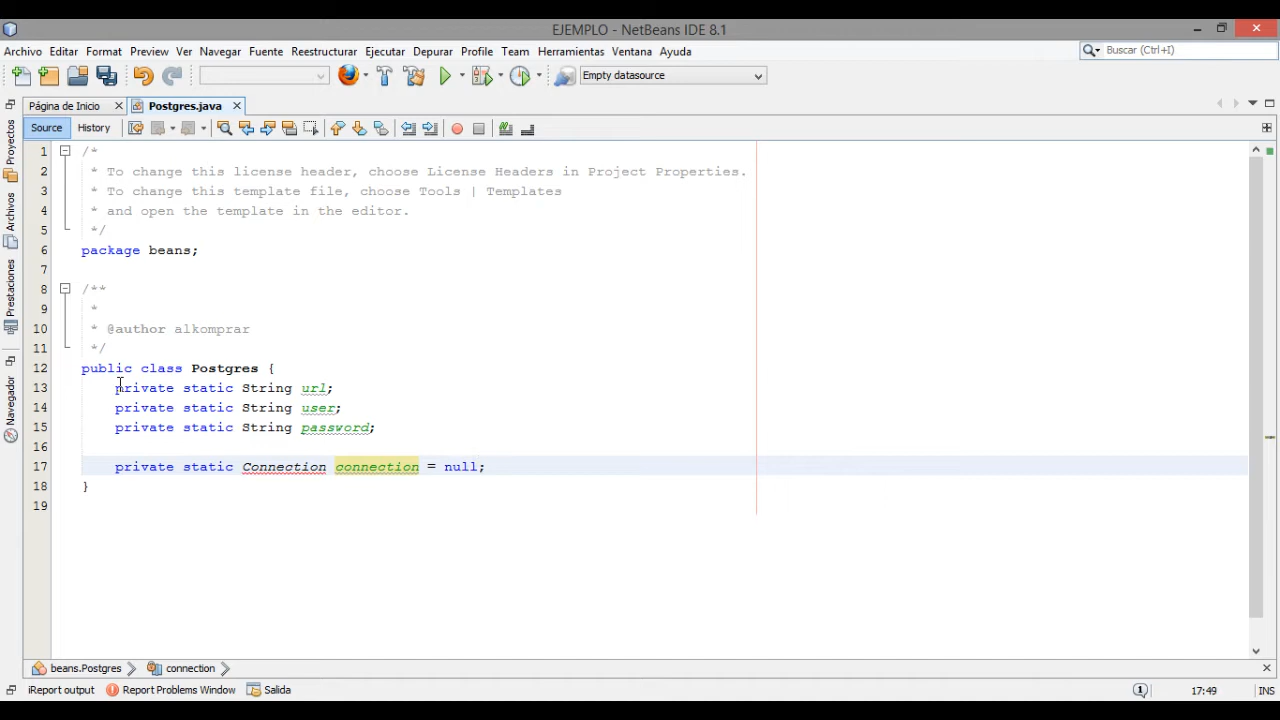 EJEMPLO - NetBeans IDE 8.1
Archivo Editar Format Preview Ver Navegar Fuente Reestructurar Ejecutar Depurar Profile Team Herramientas Ventana Ayuda
Buscar (Ctrl+I)
Empty datasource
Página de Inicio Postgres.java
Source History
Proyectos
Archivos
Prestaciones
Navegador
1 /*
2 * To change this license header, choose License Headers in Project Properties.
3 * To change this template file, choose Tools | Templates
4 * and open the template in the editor.
5 */
6 package beans;
7
8 /**
9 *
10 * @author alkomprar
11 */
12 public class Postgres {
13 private static String url;
14 private static String user;
15 private static String password;
16
17 private static Connection connection = null;
18 }
19
beans.Postgres connection
iReport output Report Problems Window Salida
1 17:49 INS